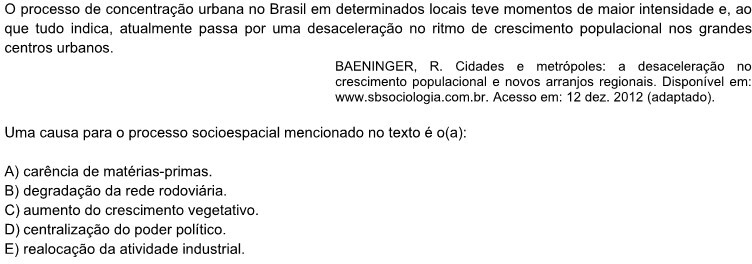 O processo de concentração urbana no Brasil em determinados locais teve momentos de maior intensidade e, ao
que tudo indica, atualmente passa por uma desaceleração no ritmo de crescimento populacional nos grandes
centros urbanos.
BAENINGER, R. Cidades e metrópoles: a desaceleração no
crescimento populacional e novos arranjos regionais. Disponível em:
www.sbsociologia.com.br. Acesso em: 12 dez. 2012 (adaptado).
Uma causa para o processo socioespacial mencionado no texto é o(a):
A) carência de matérias-primas.
B) degradação da rede rodoviária.
C) aumento do crescimento vegetativo.
D) centralização do poder político.
E) realocação da atividade industrial.